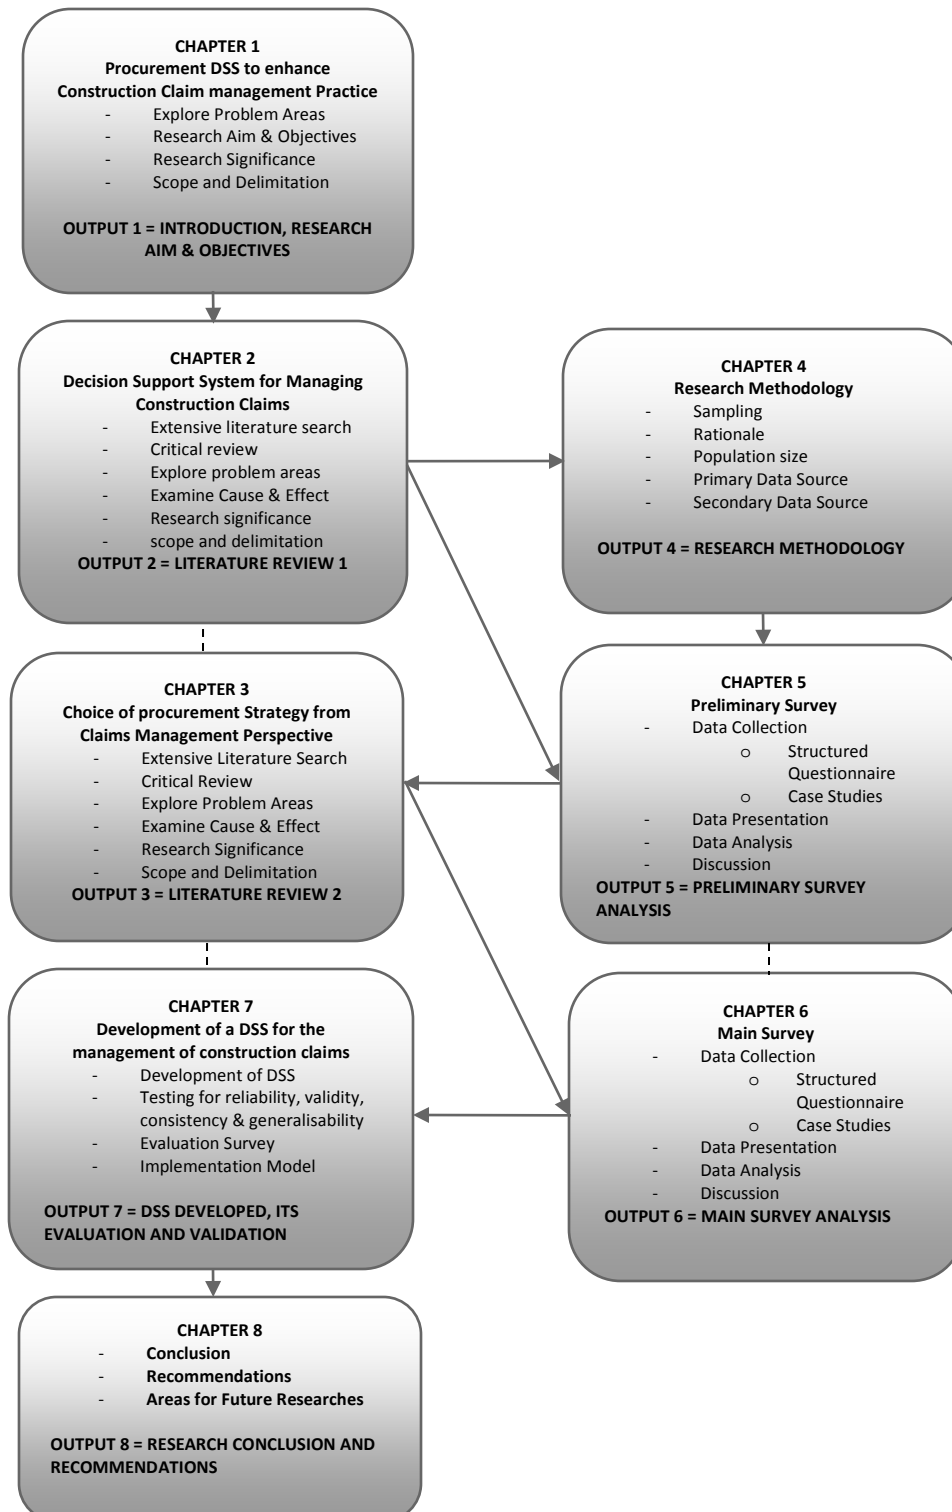 CHAPTER 1
Procurement DSS to enhance
Construction Claim management Practice
- Explore Problem Areas
- Research Aim & Objectives
- Research Significance
- Scope and Delimitation
OUTPUT 1 = INTRODUCTION, RESEARCH
AIM & OBJECTIVES
CHAPTER 2
Decision Support System for Managing
Construction Claims
- Extensive literature search
- Critical review
- Explore problem areas
- Examine Cause & Effect
- Research significance
- scope and delimitation
OUTPUT 2 = LITERATURE REVIEW 1
CHAPTER 4
Research Methodology
- Sampling
- Rationale
- Population size
- Primary Data Source
- Secondary Data Source
OUTPUT 4 = RESEARCH METHODOLOGY
CHAPTER 3
Choice of procurement Strategy from
Claims Management Perspective
- Extensive Literature Search
- Critical Review
- Explore Problem Areas
- Examine Cause & Effect
- Research Significance
- Scope and Delimitation
OUTPUT 3 = LITERATURE REVIEW 2
CHAPTER 5
Preliminary Survey
- Data Collection
o Structured
Questionnaire
o Case Studies
- Data Presentation
- Data Analysis
- Discussion
OUTPUT 5 = PRELIMINARY SURVEY
ANALYSIS
CHAPTER 7
Development of a DSS for the
management of construction claims
- Development of DSS
- Testing for reliability, validity,
consistency & generalisability
- Evaluation Survey
- Implementation Model
OUTPUT 7 = DSS DEVELOPED, ITS
EVALUATION AND VALIDATION
CHAPTER 6
Main Survey
- Data Collection
o Structured
Questionnaire
o Case Studies
- Data Presentation
- Data Analysis
- Discussion
OUTPUT 6 = MAIN SURVEY ANALYSIS
CHAPTER 8
- Conclusion
- Recommendations
- Areas for Future Researches
OUTPUT 8 = RESEARCH CONCLUSION AND
RECOMMENDATIONS